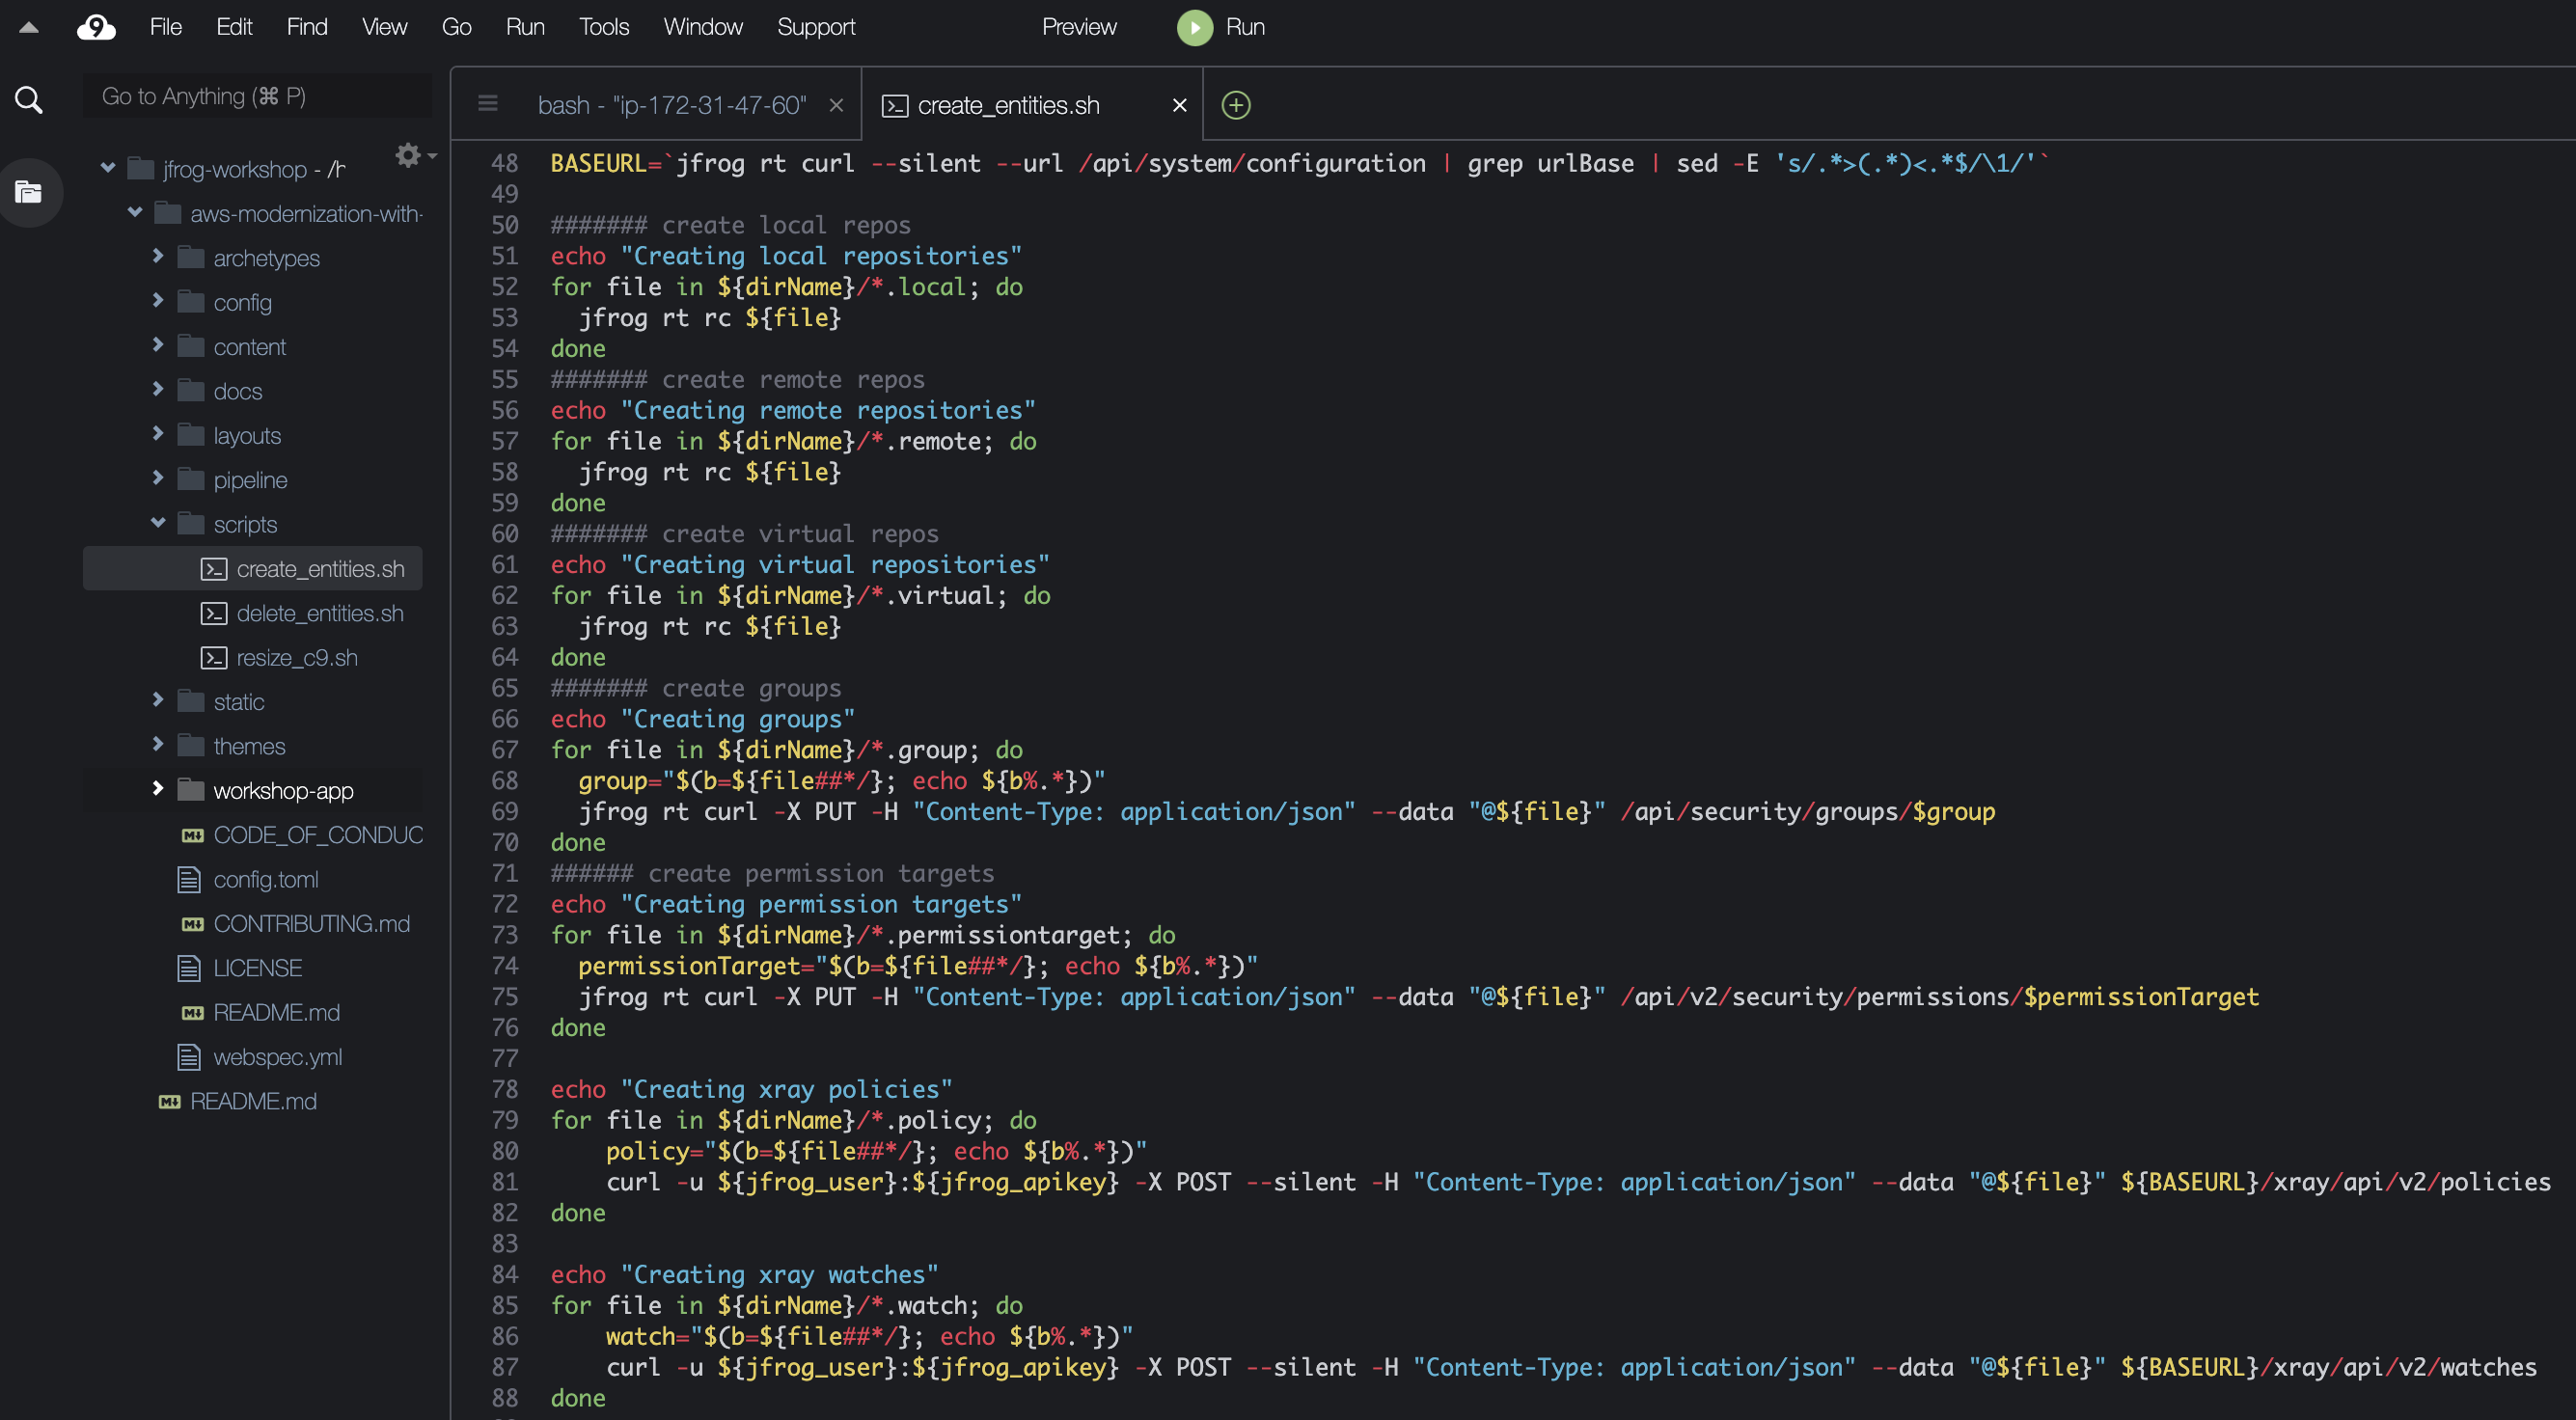 9 File Edit Find View Go Run Tools Window Support Preview Run
Go to Anything (⌘ P)
jfrog-workshop - /h
aws-modernization-with-
archetypes
config
content
docs
layouts
pipeline
scripts
create_entities.sh
delete_entities.sh
resize_c9.sh
static
themes
workshop-app
CODE_OF_CONDUC
config.toml
CONTRIBUTING.md
LICENSE
README.md
webspec.yml
README.md
bash - "ip-172-31-47-60" × create_entities.sh ×
48 BASEURL=`jfrog rt curl --silent --url /api/system/configuration | grep urlBase | sed -E 's/.*>(.*)<.*$/\1/'`
49
50 ####### create local repos
51 echo "Creating local repositories"
52 for file in ${dirName}/*.local; do
53   jfrog rt rc ${file}
54 done
55 ####### create remote repos
56 echo "Creating remote repositories"
57 for file in ${dirName}/*.remote; do
58   jfrog rt rc ${file}
59 done
60 ####### create virtual repos
61 echo "Creating virtual repositories"
62 for file in ${dirName}/*.virtual; do
63   jfrog rt rc ${file}
64 done
65 ####### create groups
66 echo "Creating groups"
67 for file in ${dirName}/*.group; do
68   group="$(b=${file##*/}; echo ${b%.*})"
69   jfrog rt curl -X PUT -H "Content-Type: application/json" --data "@${file}" /api/security/groups/$group
70 done
71 ###### create permission targets
72 echo "Creating permission targets"
73 for file in ${dirName}/*.permissiontarget; do
74   permissionTarget="$(b=${file##*/}; echo ${b%.*})"
75   jfrog rt curl -X PUT -H "Content-Type: application/json" --data "@${file}" /api/v2/security/permissions/$permissionTarget
76 done
77
78 echo "Creating xray policies"
79 for file in ${dirName}/*.policy; do
80     policy="$(b=${file##*/}; echo ${b%.*})"
81     curl -u ${jfrog_user}:${jfrog_apikey} -X POST --silent -H "Content-Type: application/json" --data "@${file}" ${BASEURL}/xray/api/v2/policies
82 done
83
84 echo "Creating xray watches"
85 for file in ${dirName}/*.watch; do
86     watch="$(b=${file##*/}; echo ${b%.*})"
87     curl -u ${jfrog_user}:${jfrog_apikey} -X POST --silent -H "Content-Type: application/json" --data "@${file}" ${BASEURL}/xray/api/v2/watches
88 done